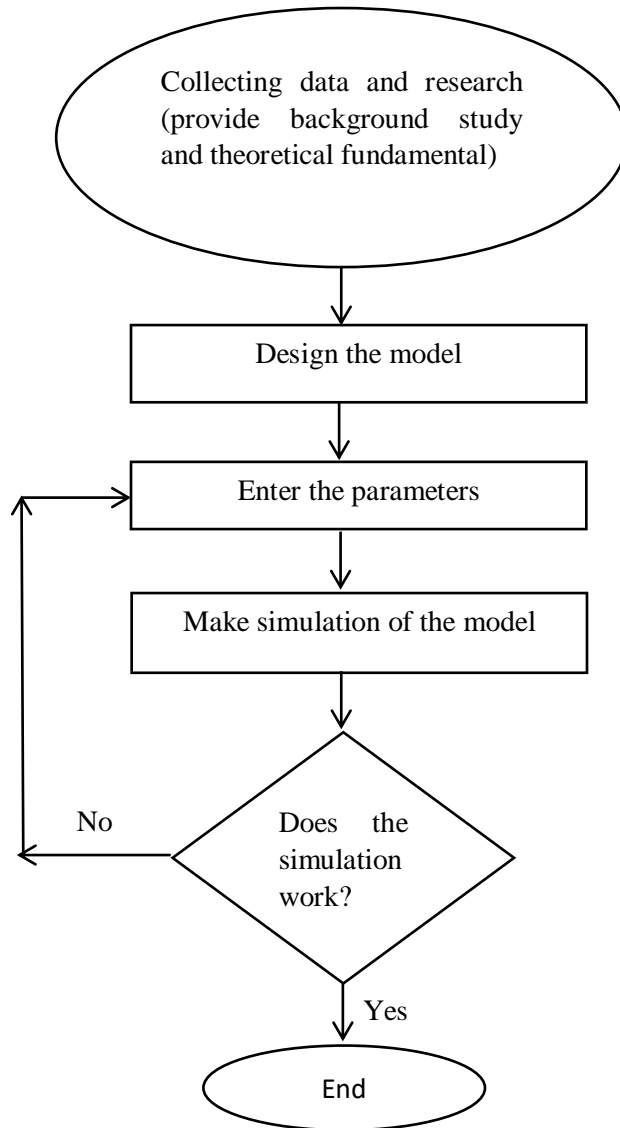 Collecting data and research
(provide background study
and theoretical fundamental)
Design the model
Enter the parameters
Make simulation of the model
No
Does the
simulation
work?
Yes
End